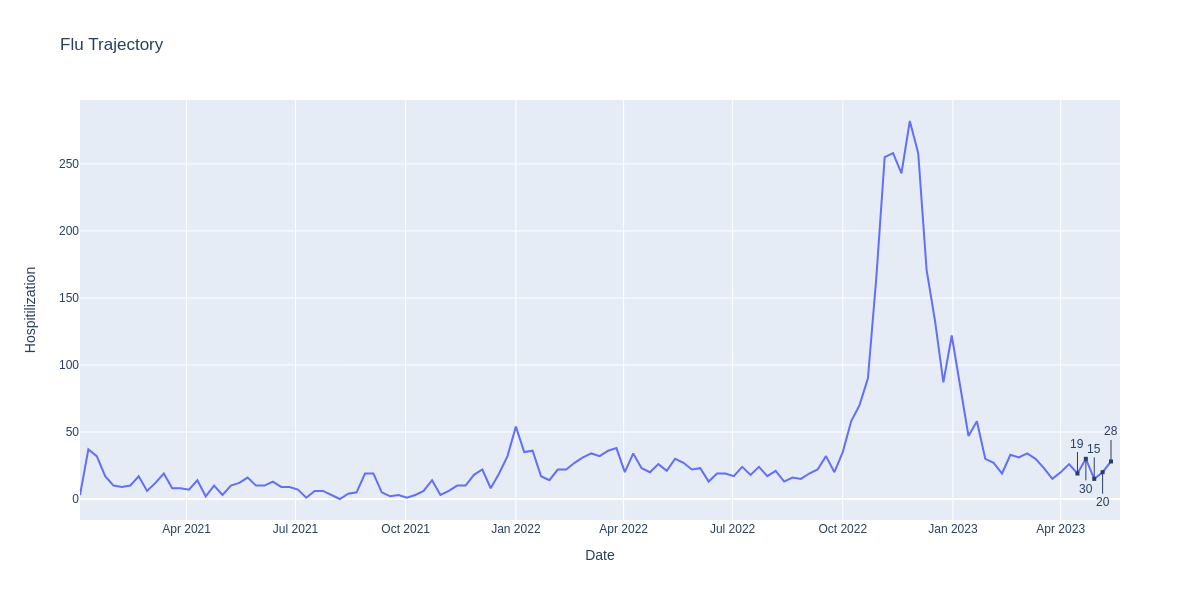 Flu Trajectory
Hospitilization
250
200
150
100
50
0
19
30
15
20
28
Apr 2021
Jul 2021
Oct 2021
Jan 2022
Apr 2022
Jul 2022
Oct 2022
Jan 2023
Apr 2023
Date